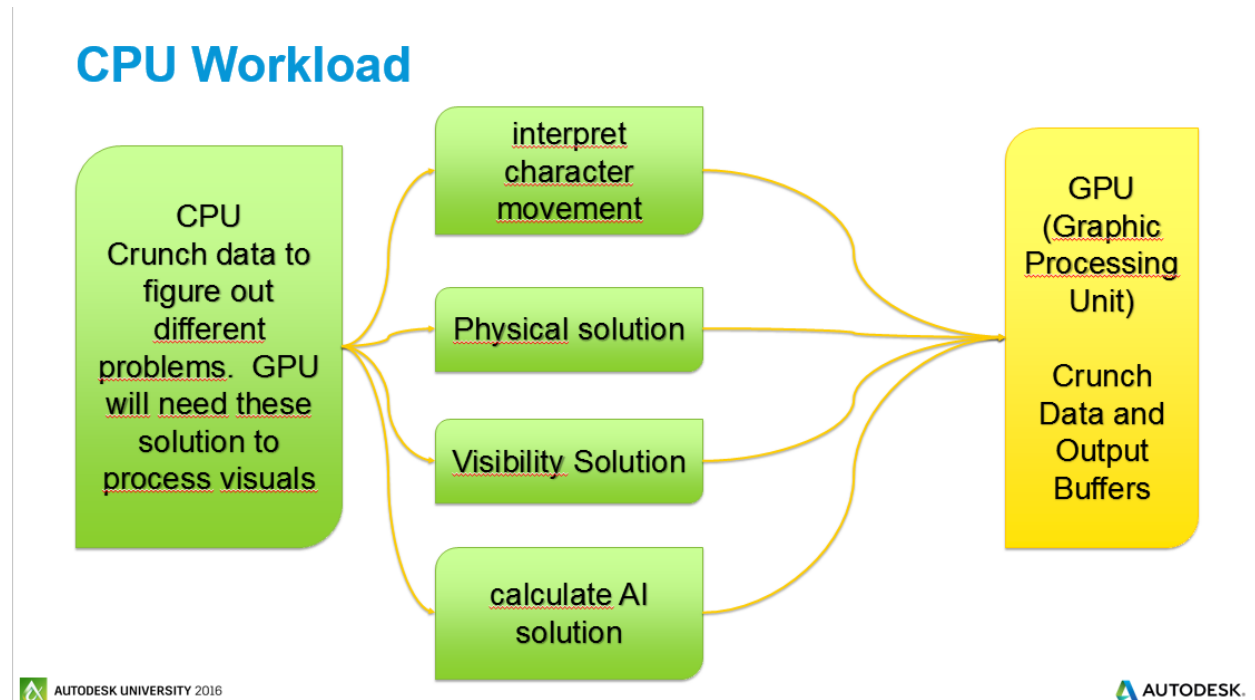 CPU Workload
CPU
Crunch data to
figure out
different
problems.  GPU
will need these
solution to
process visuals
interpret
character
movement
Physical solution
Visibility Solution
calculate AI
solution
GPU
(Graphic
Processing
Unit)
Crunch
Data and
Output
Buffers
AUTODESK UNIVERSITY 2016
AUTODESK.